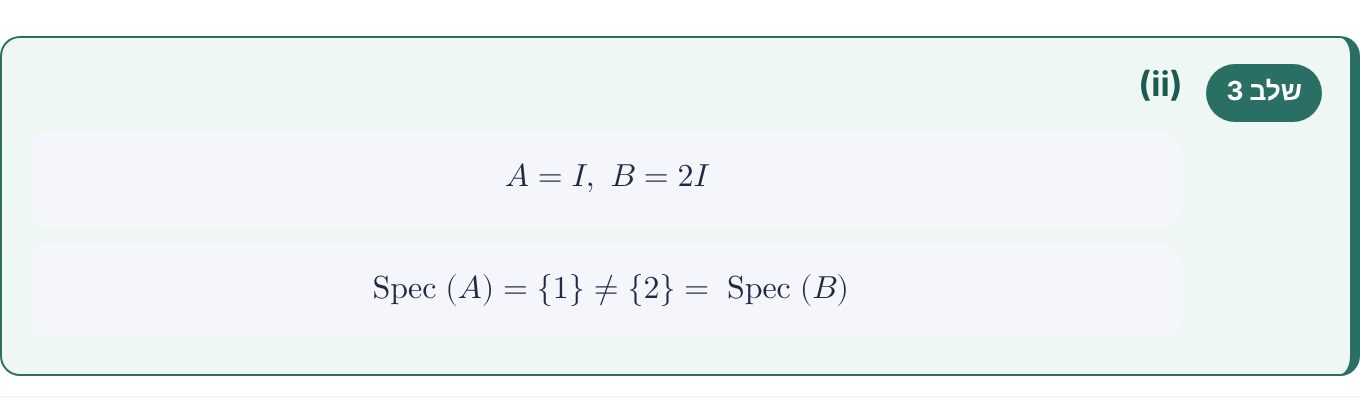 שלב 3
(ii)
A = I, B = 2I
Spec (A) = {1} ≠ {2} = Spec (B)